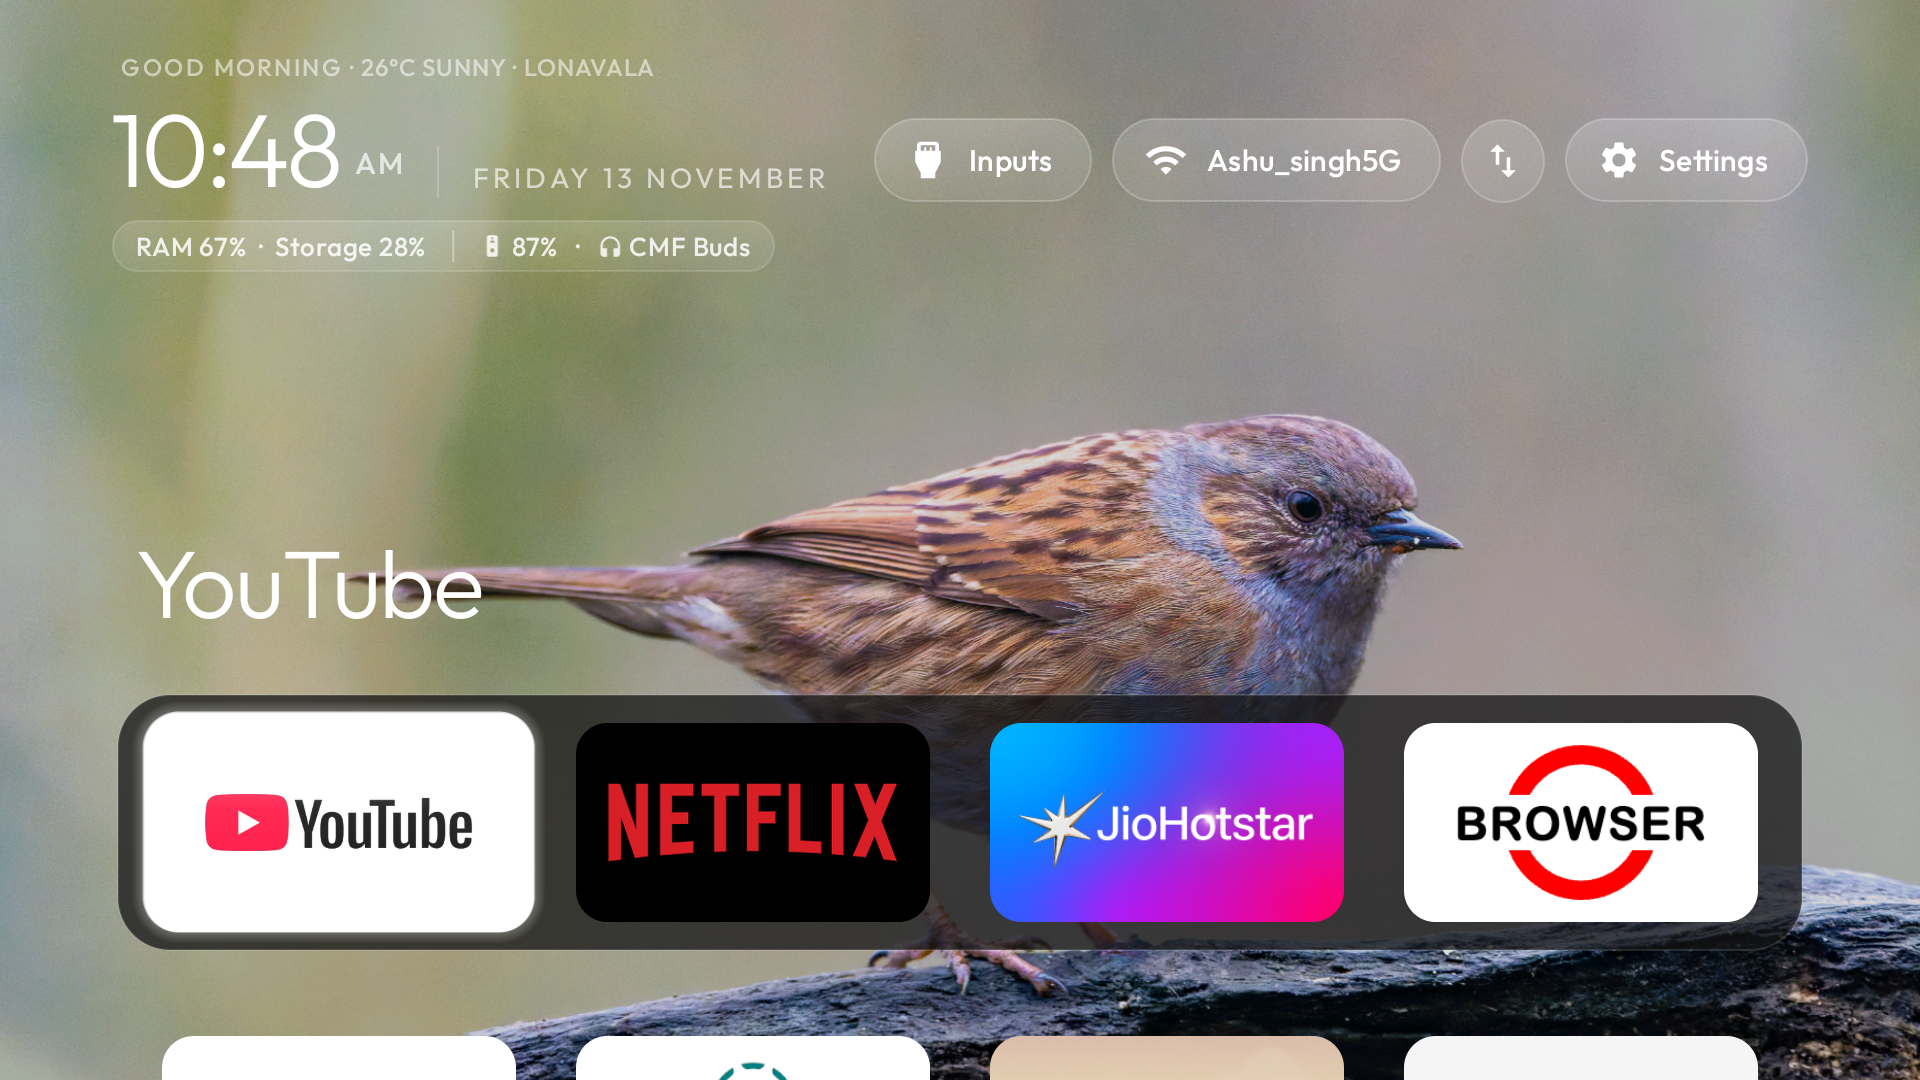 GOOD MORNING · 26°C SUNNY · LONAVALA
10:48 AM
FRIDAY 13 NOVEMBER
Inputs
Ashu_singh5G
Settings
RAM 67% · Storage 28%
87% · CMF Buds
YouTube
YouTube
NETFLIX
JioHotstar
BROWSER